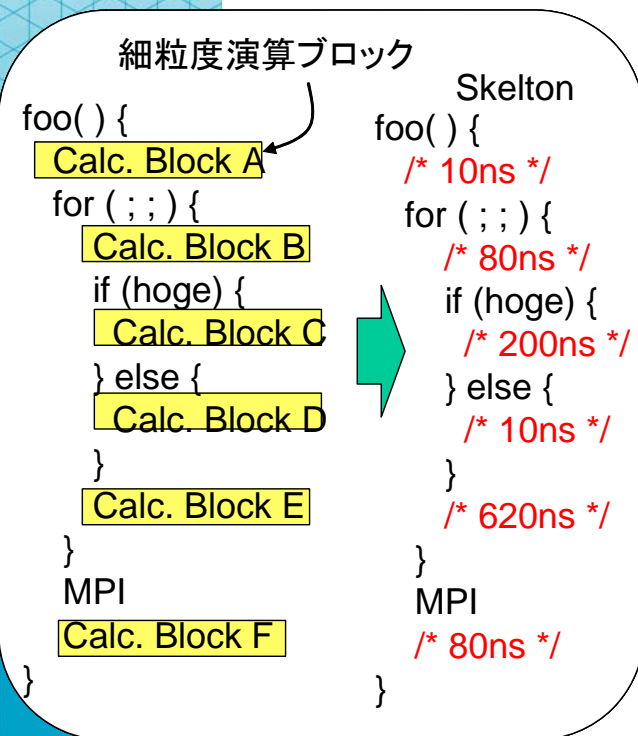 細粒度演算ブロック
foo( ) {
Calc. Block A
for ( ; ; ) {
Calc. Block B
if (hoge) {
Calc. Block C
} else {
Calc. Block D
}
Calc. Block E
}
MPI
Calc. Block F
}
Skelton
foo( ) {
/* 10ns */
for ( ; ; ) {
/* 80ns */
if (hoge) {
/* 200ns */
} else {
/* 10ns */
}
/* 620ns */
}
MPI
/* 80ns */
}